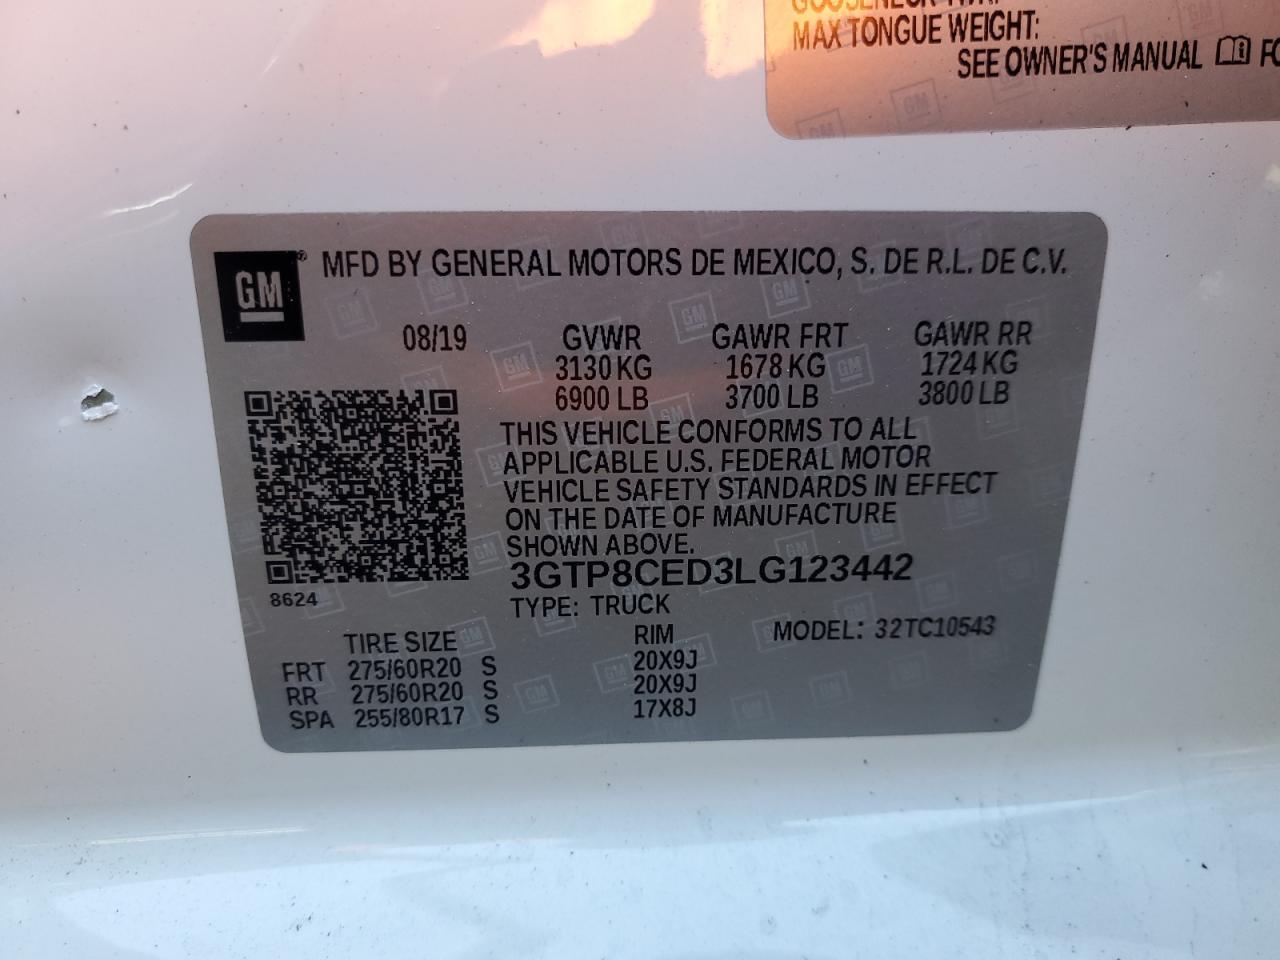 MAX TONGUE WEIGHT:
SEE OWNER'S MANUAL
GM
MFD BY GENERAL MOTORS DE MEXICO, S. DE R.L. DE C.V.
08/19 GVWR GAWR FRT GAWR RR
3130 KG 1678 KG 1724 KG
6900 LB 3700 LB 3800 LB
THIS VEHICLE CONFORMS TO ALL
APPLICABLE U.S. FEDERAL MOTOR
VEHICLE SAFETY STANDARDS IN EFFECT
ON THE DATE OF MANUFACTURE
SHOWN ABOVE.
3GTP8CED3LG123442
8624
TYPE: TRUCK
TIRE SIZE RIM MODEL: 32TC10543
FRT 275/60R20 S 20X9J
RR 275/60R20 S 20X9J
SPA 255/80R17 S 17X8J